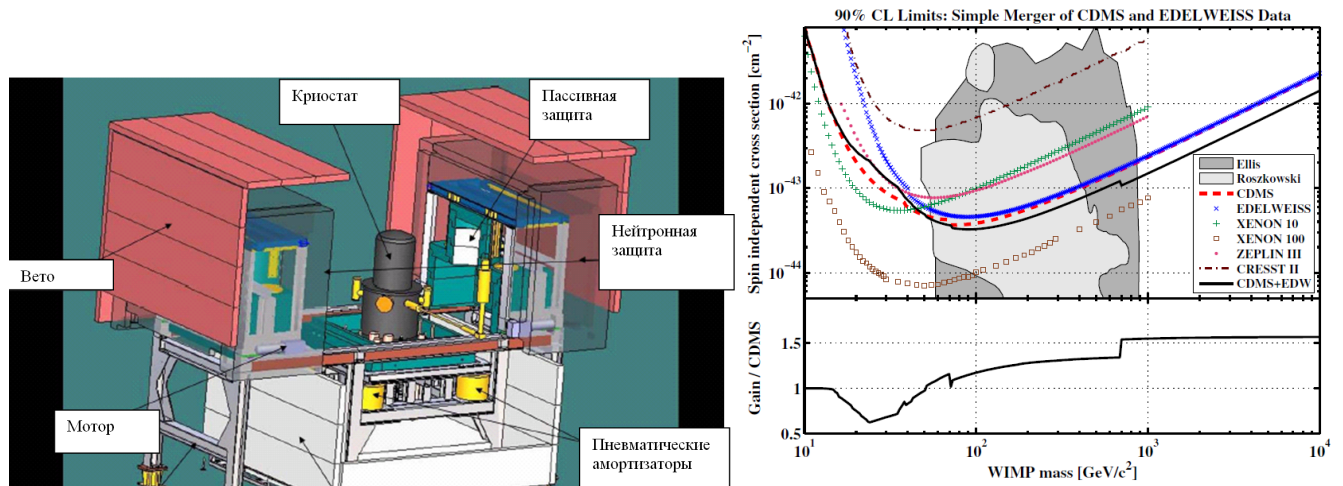 Криостат
Пассивная
защита
Нейтронная
защита
Вето
Мотор
Пневматические
амортизаторы
90% CL Limits: Simple Merger of CDMS and EDELWEISS Data
Spin independent cross section [cm⁻²]
10⁻⁴²
10⁻⁴³
10⁻⁴⁴
Ellis
Roszkowski
CDMS
EDELWEISS
XENON 10
XENON 100
ZEPLIN III
CRESST II
CDMS+EDW
Gain / CDMS
1.5
1
0.5
10¹
10²
10³
10⁴
WIMP mass [GeV/c²]